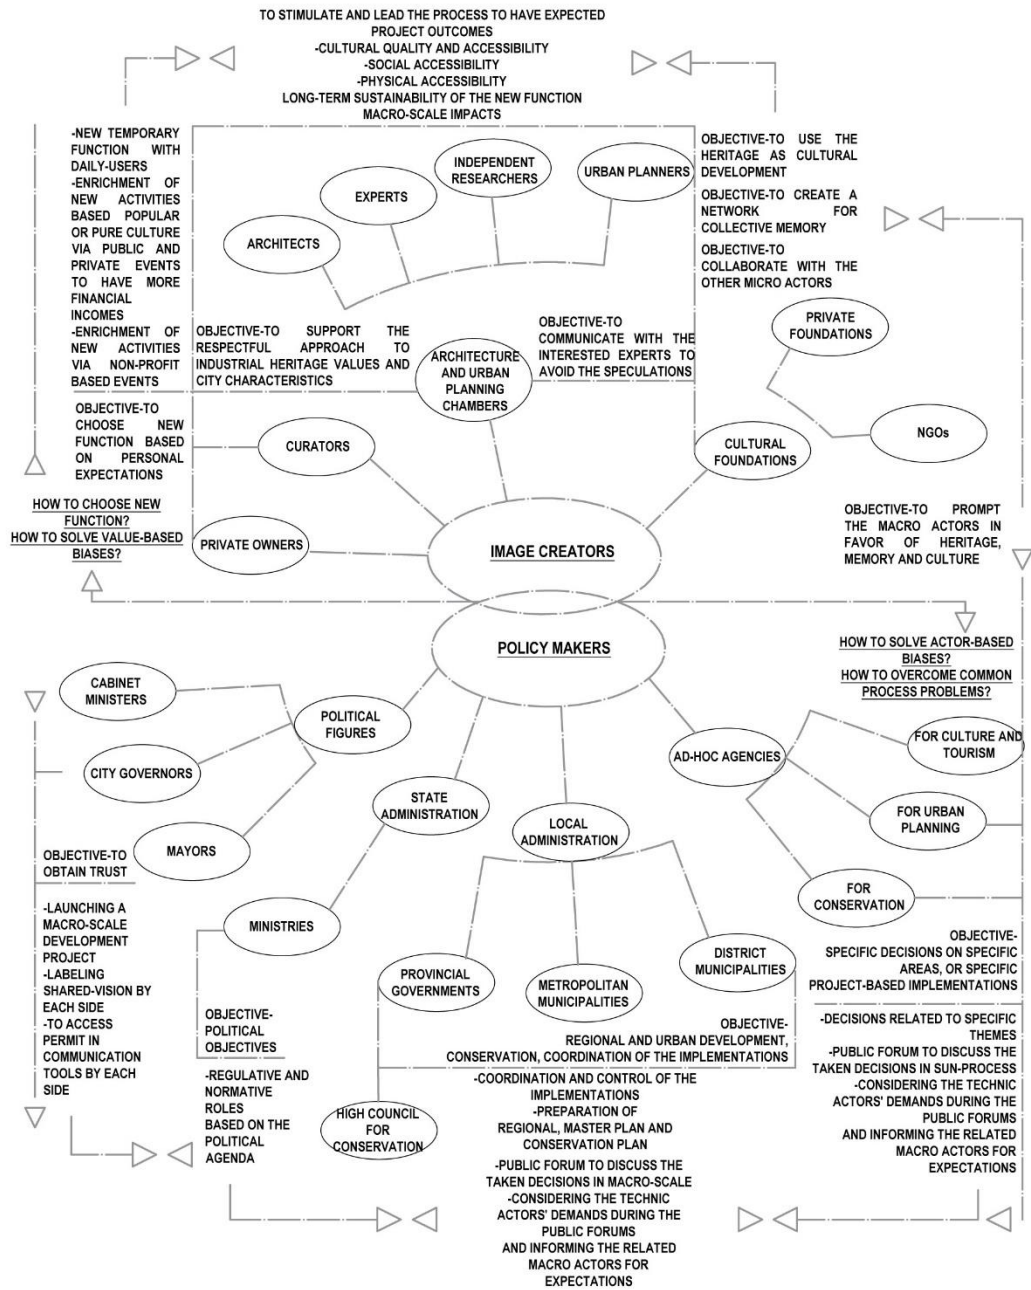 TO STIMULATE AND LEAD THE PROCESS TO HAVE EXPECTED
PROJECT OUTCOMES
-CULTURAL QUALITY AND ACCESSIBILITY
-SOCIAL ACCESSIBILITY
-PHYSICAL ACCESSIBILITY
LONG-TERM SUSTAINABILITY OF THE NEW FUNCTION
MACRO-SCALE IMPACTS
-NEW TEMPORARY
FUNCTION WITH
DAILY-USERS
-ENRICHMENT OF
NEW ACTIVITIES
BASED POPULAR
OR PURE CULTURE
VIA PUBLIC AND
PRIVATE EVENTS
TO HAVE MORE
FINANCIAL
INCOMES
-ENRICHMENT OF
NEW ACTIVITIES
VIA NON-PROFIT
BASED EVENTS
OBJECTIVE-TO
CHOOSE NEW
FUNCTION BASED
ON PERSONAL
EXPECTATIONS
HOW TO CHOOSE NEW
FUNCTION?
HOW TO SOLVE VALUE-BASED
BIASES?
ARCHITECTS
EXPERTS
INDEPENDENT
RESEARCHERS
URBAN PLANNERS
OBJECTIVE-TO SUPPORT THE
RESPECTFUL APPROACH TO
INDUSTRIAL HERITAGE VALUES AND
CITY CHARACTERISTICS
ARCHITECTURE
AND URBAN
PLANNING
CHAMBERS
OBJECTIVE-TO
COMMUNICATE WITH THE
INTERESTED EXPERTS TO
AVOID THE SPECULATIONS
CURATORS
PRIVATE OWNERS
CULTURAL
FOUNDATIONS
OBJECTIVE-TO USE THE
HERITAGE AS CULTURAL
DEVELOPMENT
OBJECTIVE-TO CREATE A
NETWORK FOR
COLLECTIVE MEMORY
OBJECTIVE-TO
COLLABORATE WITH THE
OTHER MICRO ACTORS
PRIVATE
FOUNDATIONS
NGOs
OBJECTIVE-TO PROMPT
THE MACRO ACTORS IN
FAVOR OF HERITAGE,
MEMORY AND CULTURE
IMAGE CREATORS
POLICY MAKERS
HOW TO SOLVE ACTOR-BASED
BIASES?
HOW TO OVERCOME COMMON
PROCESS PROBLEMS?
CABINET
MINISTERS
POLITICAL
FIGURES
CITY GOVERNORS
MAYORS
STATE
ADMINISTRATION
LOCAL
ADMINISTRATION
AD-HOC AGENCIES
FOR CULTURE AND
TOURISM
FOR URBAN
PLANNING
FOR
CONSERVATION
OBJECTIVE-TO
OBTAIN TRUST
-LAUNCHING A
MACRO-SCALE
DEVELOPMENT
PROJECT
-LABELING
SHARED-VISION BY
EACH SIDE
-TO ACCESS
PERMIT IN
COMMUNICATION
TOOLS BY EACH
SIDE
MINISTRIES
OBJECTIVE-
POLITICAL
OBJECTIVES
-REGULATIVE AND
NORMATIVE
ROLES
BASED ON THE
POLITICAL
AGENDA
PROVINCIAL
GOVERNMENTS
METROPOLITAN
MUNICIPALITIES
DISTRICT
MUNICIPALITIES
OBJECTIVE-
REGIONAL AND URBAN DEVELOPMENT,
CONSERVATION, COORDINATION OF THE IMPLEMENTATIONS
HIGH COUNCIL
FOR
CONSERVATION
-COORDINATION AND CONTROL OF THE
IMPLEMENTATIONS
-PREPARATION OF
REGIONAL, MASTER PLAN AND
CONSERVATION PLAN
-PUBLIC FORUM TO DISCUSS THE
TAKEN DECISIONS IN MACRO-SCALE
-CONSIDERING THE TECHNIC
ACTORS' DEMANDS DURING THE
PUBLIC FORUMS
AND INFORMING THE RELATED
MACRO ACTORS FOR
EXPECTATIONS
OBJECTIVE-
SPECIFIC DECISIONS ON SPECIFIC
AREAS, OR SPECIFIC
PROJECT-BASED IMPLEMENTATIONS
-DECISIONS RELATED TO SPECIFIC
THEMES
-PUBLIC FORUM TO DISCUSS THE
TAKEN DECISIONS IN SUN-PROCESS
-CONSIDERING THE TECHNIC
ACTORS' DEMANDS DURING THE
PUBLIC FORUMS
AND INFORMING THE RELATED
MACRO ACTORS FOR
EXPECTATIONS